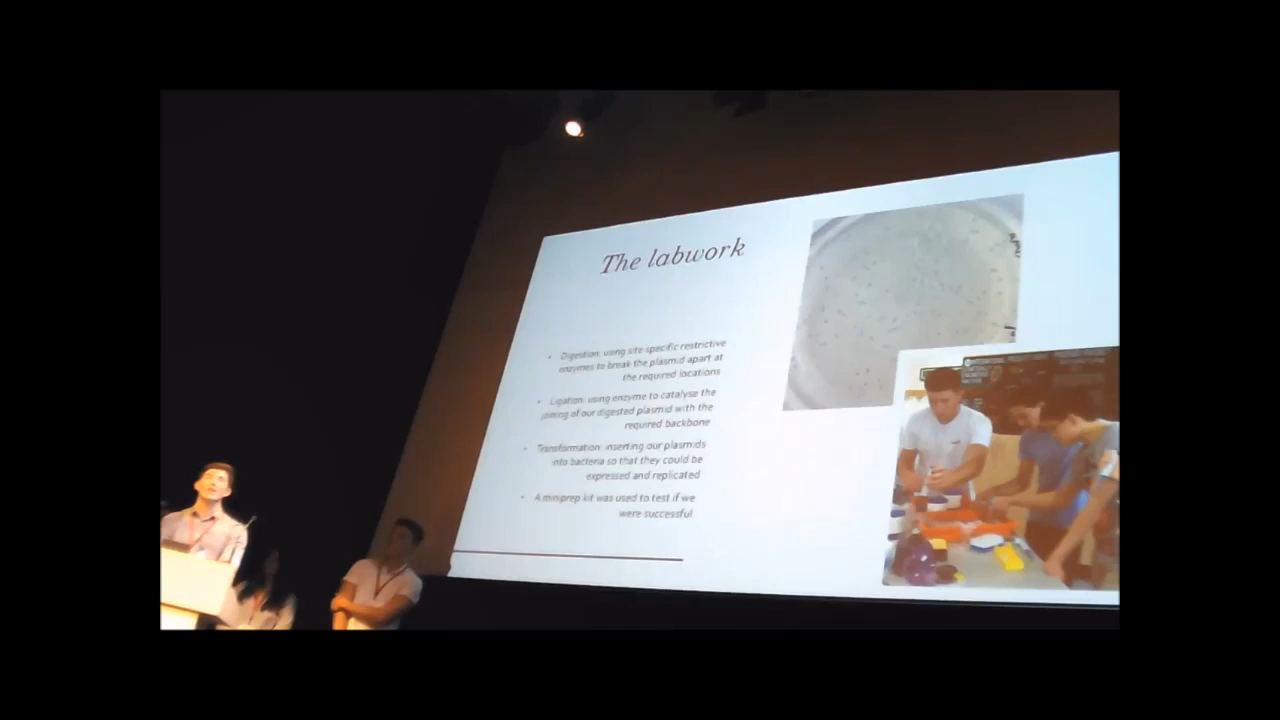 The labwork
• Digestion: using site specific restrictive
enzymes to break the plasmid apart at
the required locations
• Ligation: using enzyme to catalyse the
joining of our digested plasmid with the
required backbone
• Transformation: inserting our plasmids
into bacteria so that they could be
expressed and replicated
• A miniprep kit was used to test if we
were successful